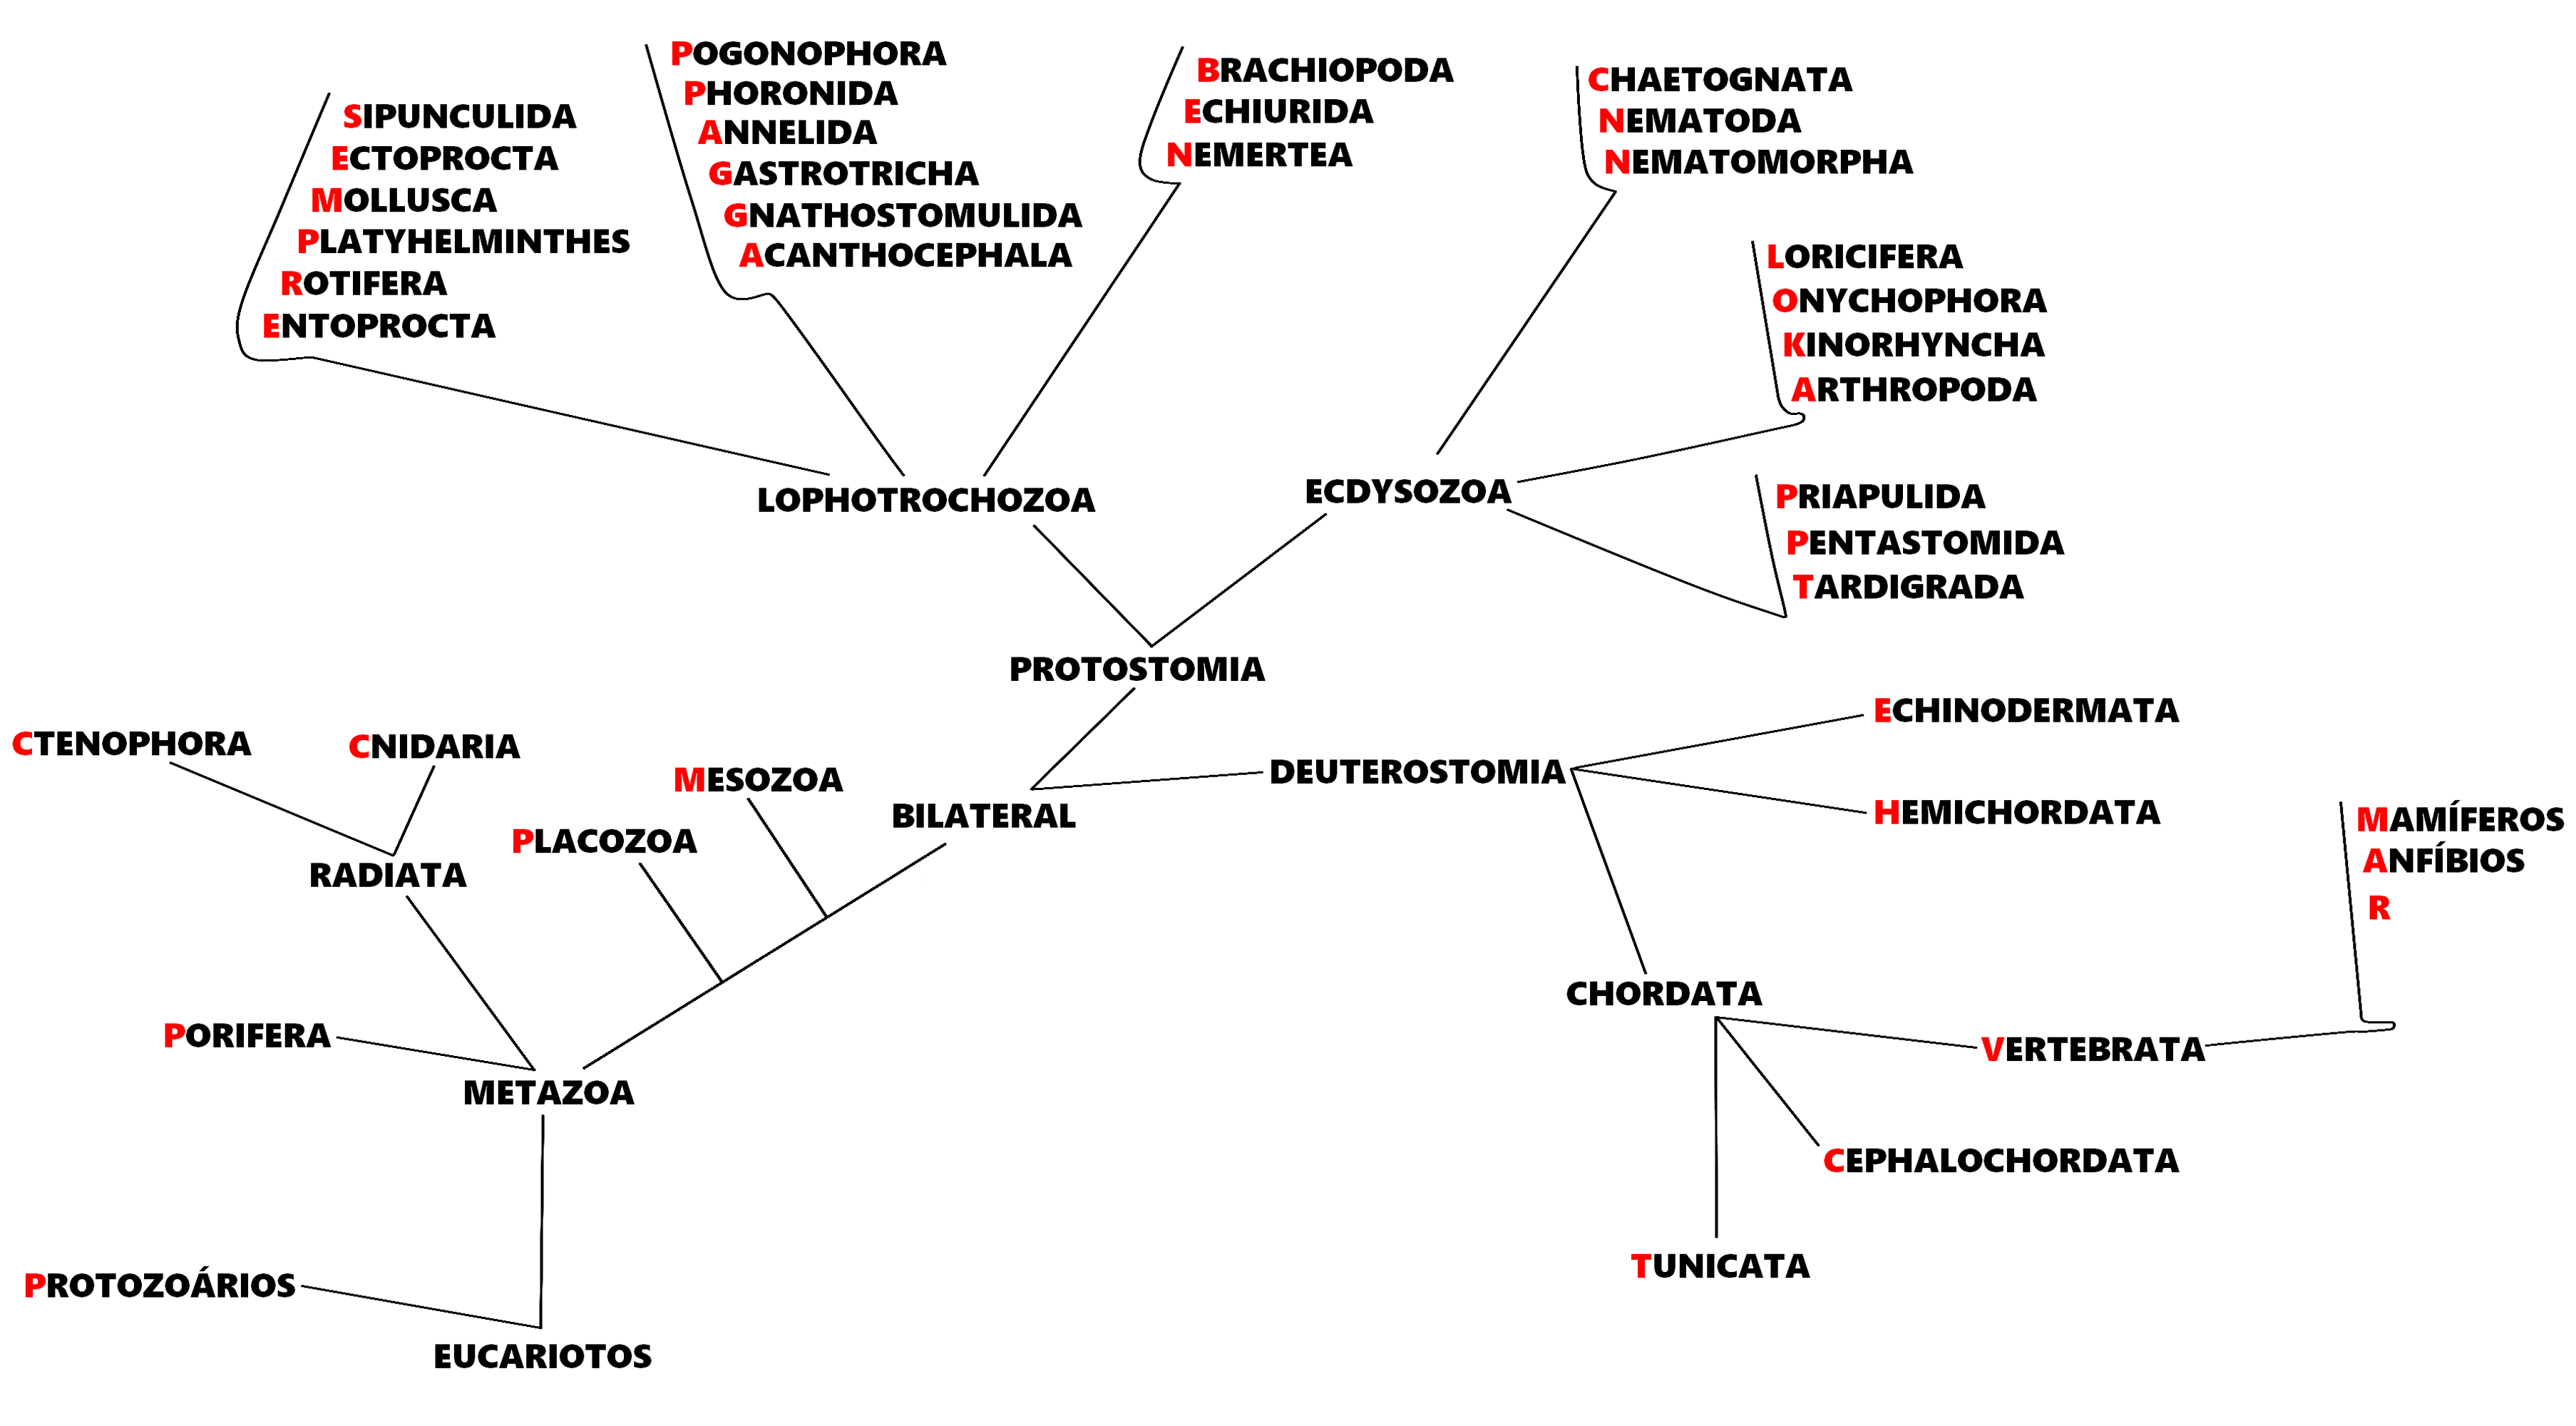 SIPUNCULIDA
ECTOPROCTA
MOLLUSCA
PLATYHELMINTHES
ROTIFERA
ENTOPROCTA
POGONOPHORA
PHORONIDA
ANNELIDA
GASTROTRICHA
GNATHOSTOMULIDA
ACANTHOCEPHALA
BRACHIOPODA
ECHIURIDA
NEMERTEA
CHAETOGNATA
NEMATODA
NEMATOMORPHA
LORICIFERA
ONYCHOPHORA
KINORHYNCHA
ARTHROPODA
PRIAPULIDA
PENTASTOMIDA
TARDIGRADA
LOPHOTROCHOZOA
ECDYSOZOA
PROTOSTOMIA
CTENOPHORA
CNIDARIA
MESOZOA
PLACOZOA
BILATERAL
DEUTEROSTOMIA
ECHINODERMATA
HEMICHORDATA
MAMÍFEROS
ANFÍBIOS
R
RADIATA
PORIFERA
METAZOA
CHORDATA
VERTEBRATA
CEPHALOCHORDATA
TUNICATA
PROTOZOÁRIOS
EUCARIOTOS